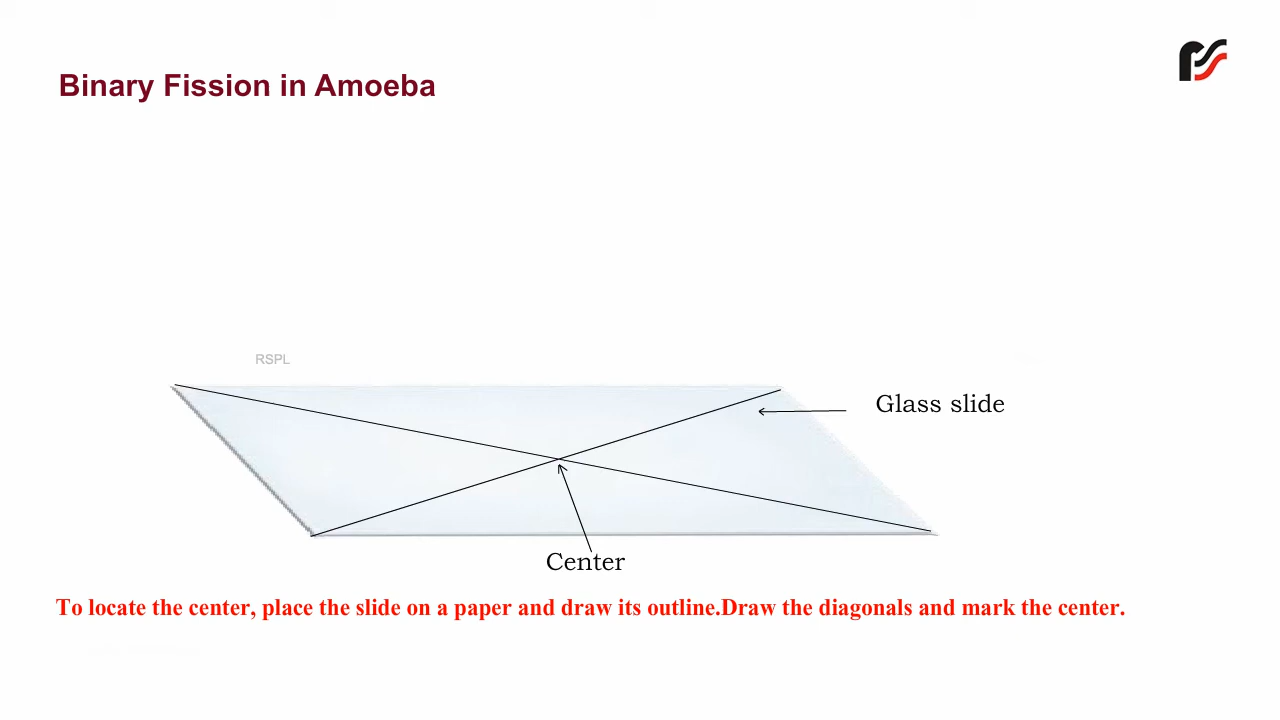 Binary Fission in Amoeba
RSPL
Glass slide
Center
To locate the center, place the slide on a paper and draw its outline.Draw the diagonals and mark the center.